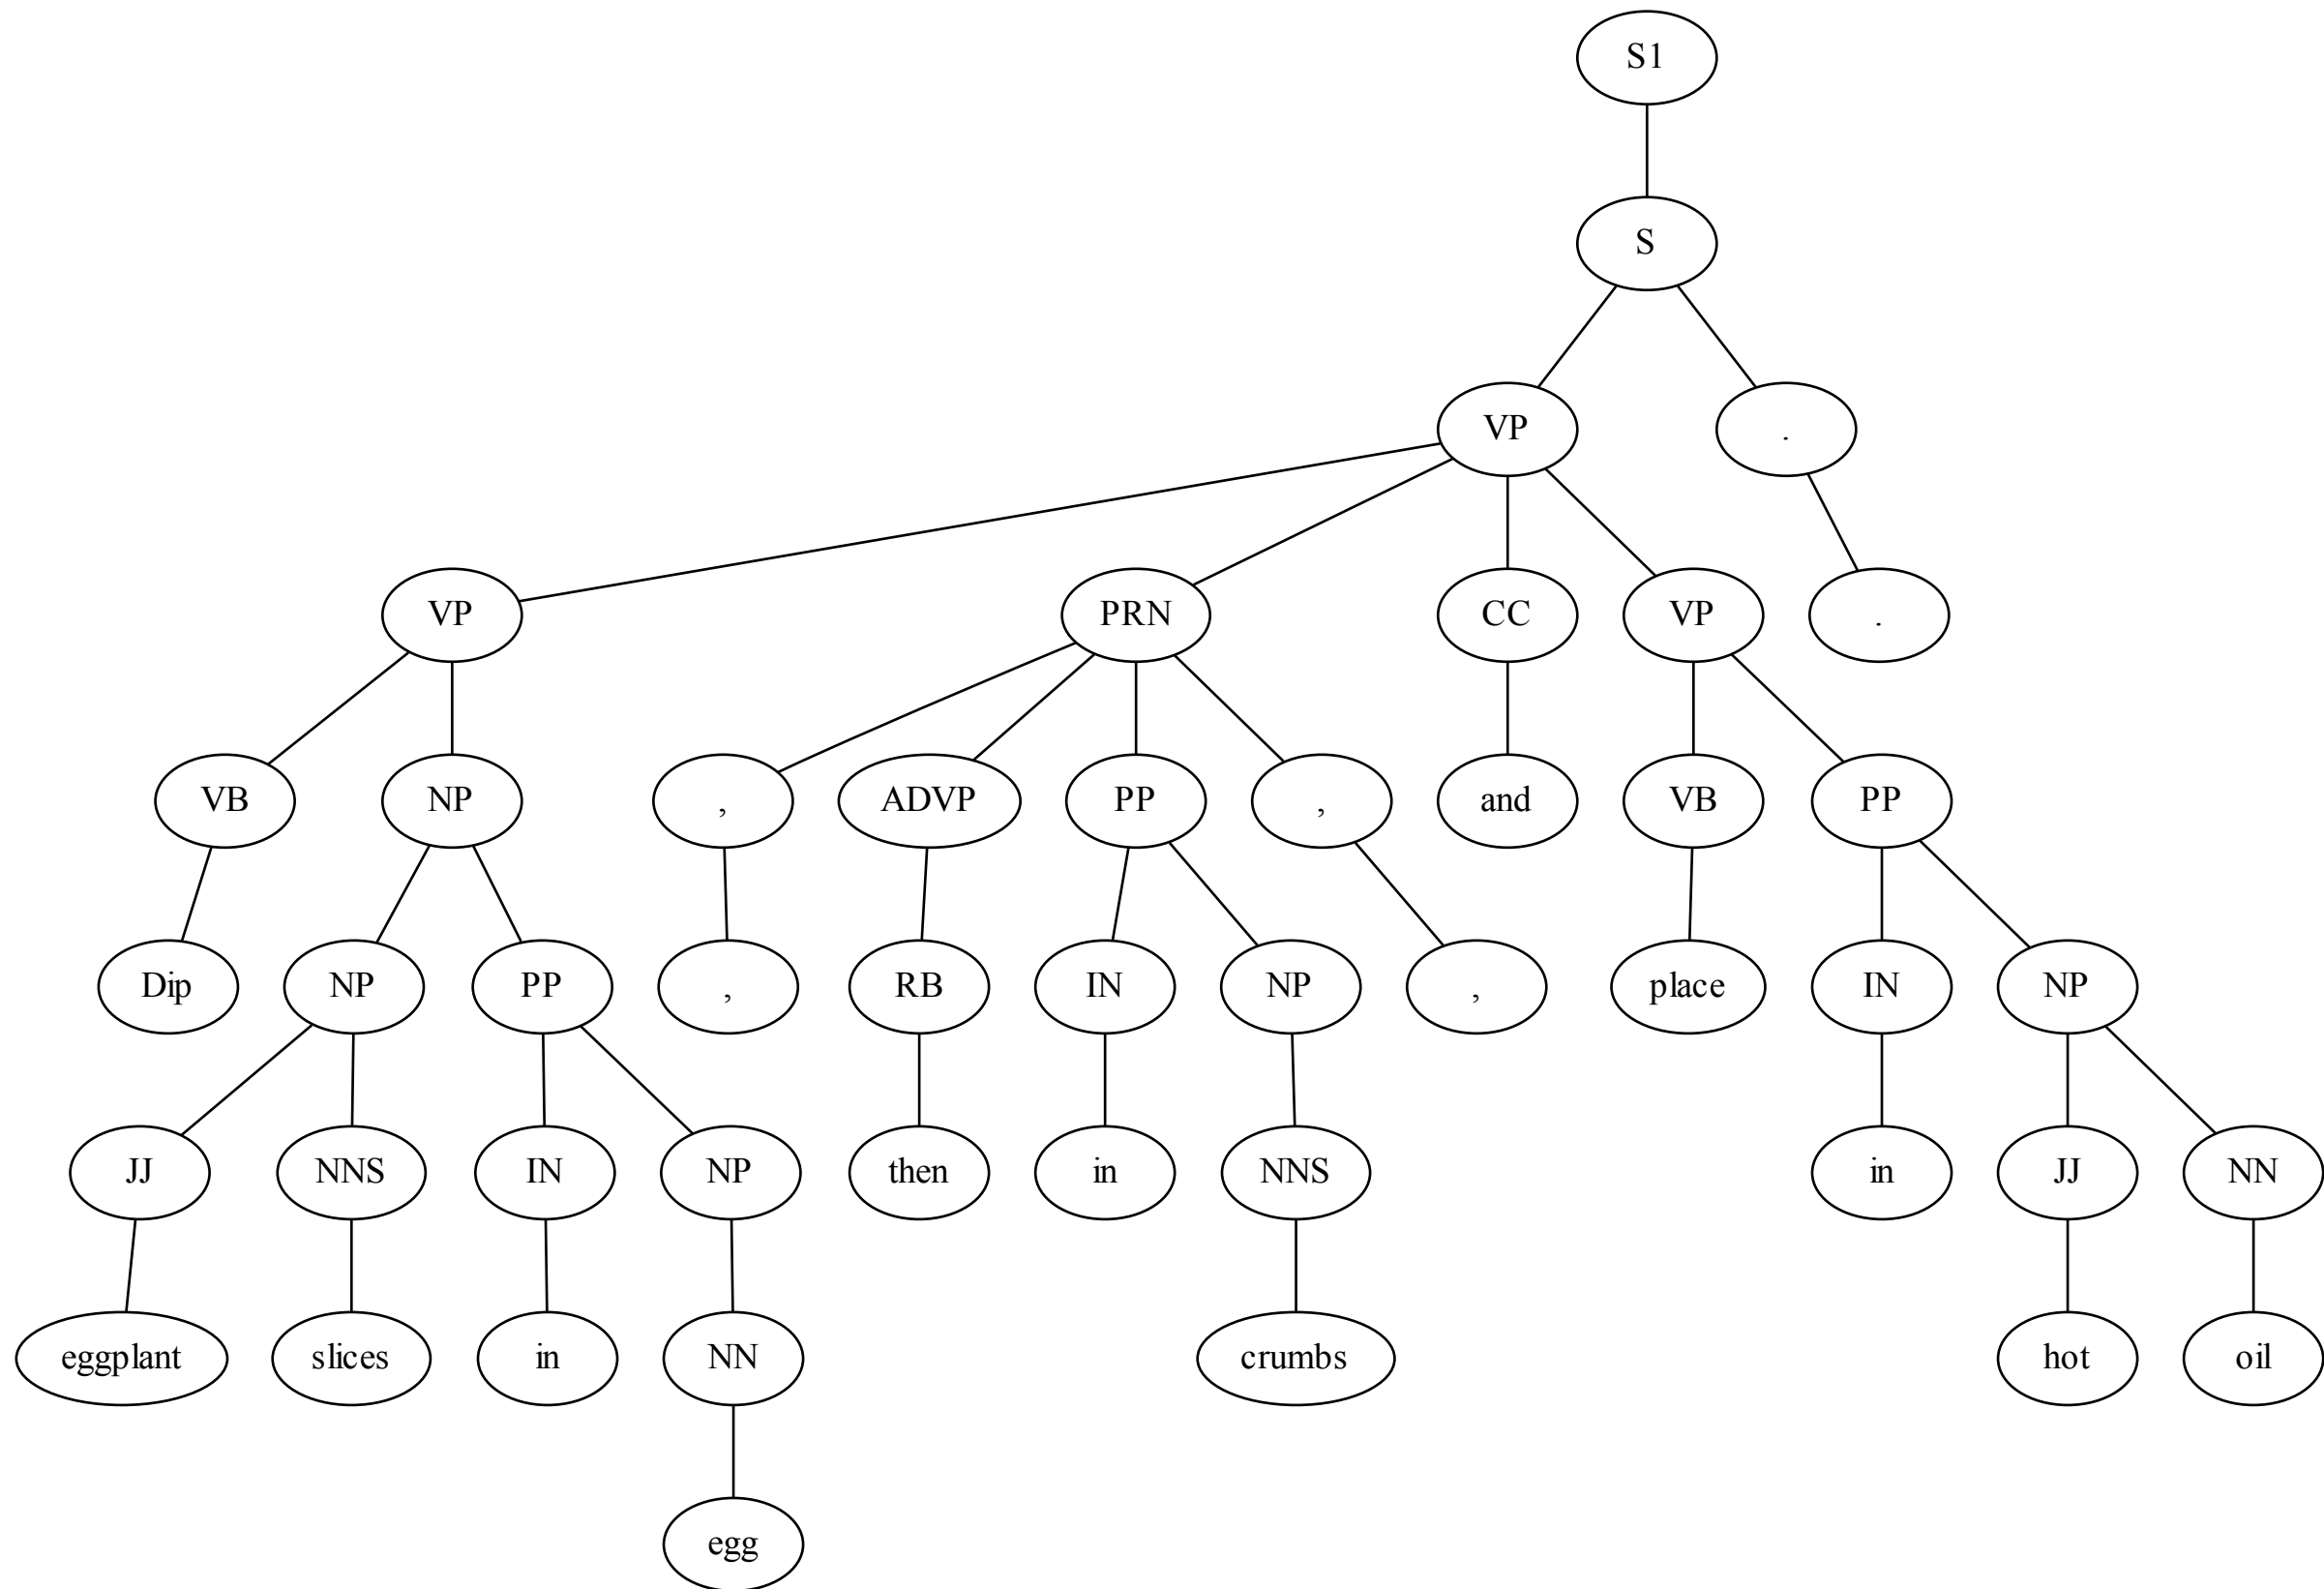 S1
S
VP .
VP PRN CC VP .
VB NP , ADVP PP , and VB PP
Dip NP PP , RB IN NP , place IN NP
JJ NNS IN NP then in NNS in JJ NN
eggplant slices in NN crumbs hot oil
egg